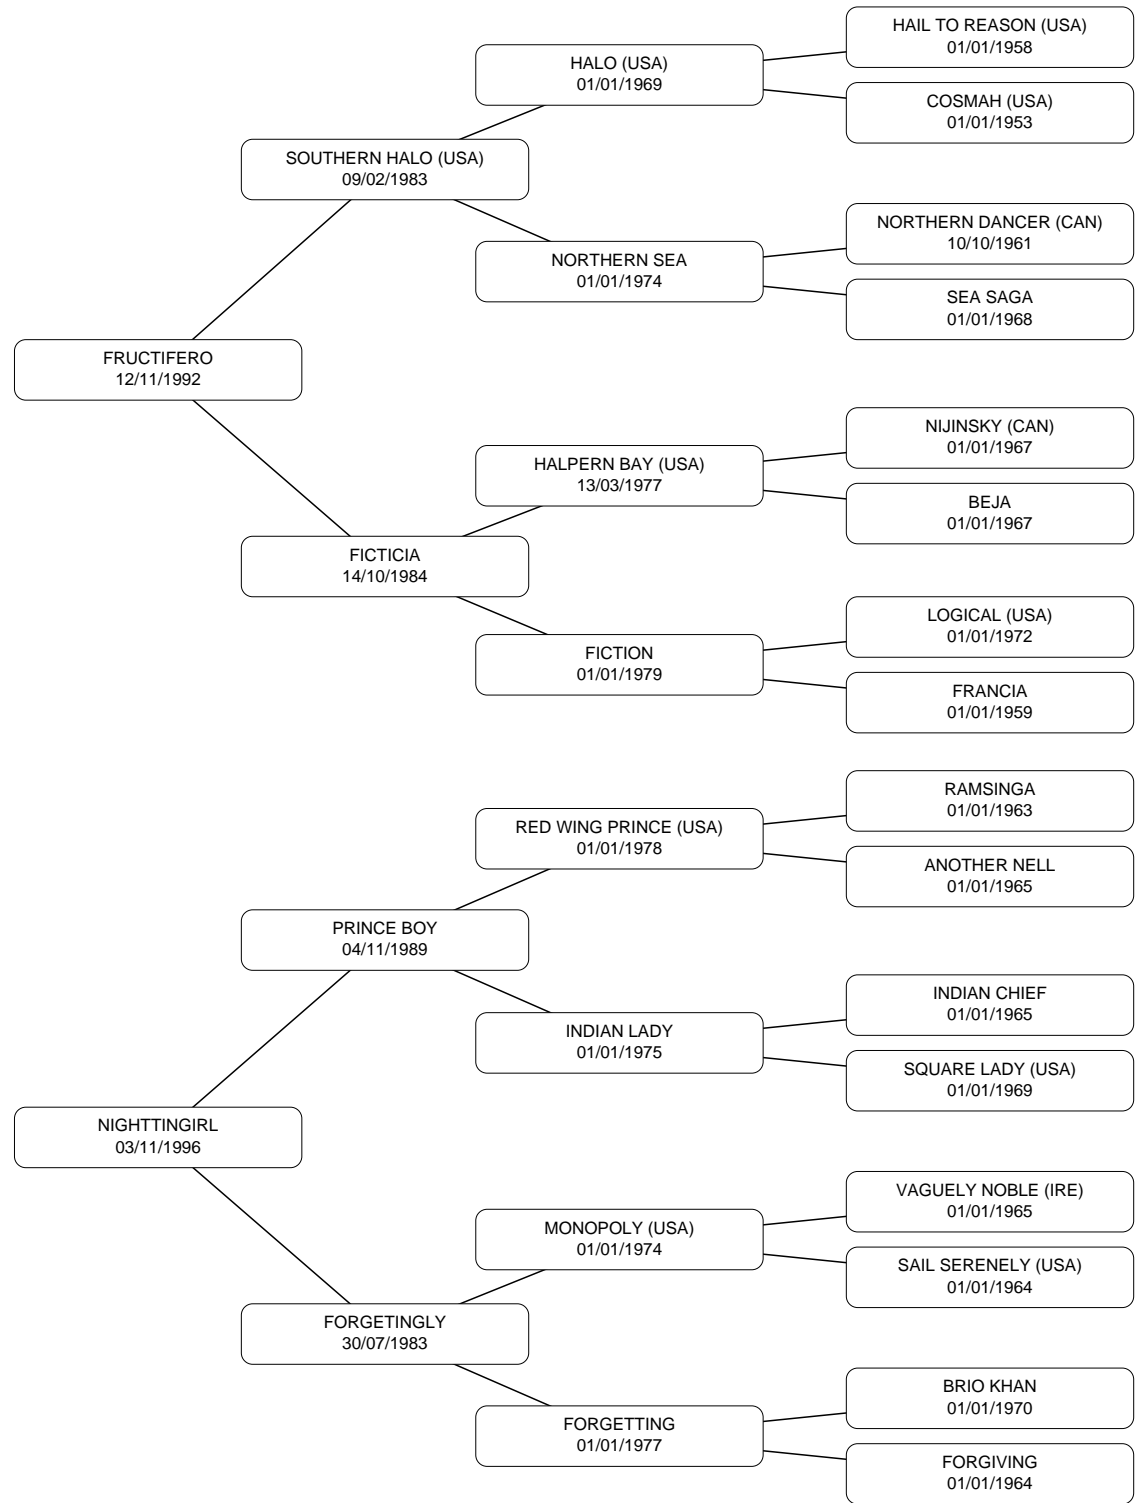 HAIL TO REASON (USA)
01/01/1958
HALO (USA)
01/01/1969
COSMAH (USA)
01/01/1953
SOUTHERN HALO (USA)
09/02/1983
NORTHERN DANCER (CAN)
10/10/1961
NORTHERN SEA
01/01/1974
SEA SAGA
01/01/1968
FRUCTIFERO
12/11/1992
NIJINSKY (CAN)
01/01/1967
HALPERN BAY (USA)
13/03/1977
BEJA
01/01/1967
FICTICIA
14/10/1984
LOGICAL (USA)
01/01/1972
FICTION
01/01/1979
FRANCIA
01/01/1959
RAMSINGA
01/01/1963
RED WING PRINCE (USA)
01/01/1978
ANOTHER NELL
01/01/1965
PRINCE BOY
04/11/1989
INDIAN CHIEF
01/01/1965
INDIAN LADY
01/01/1975
SQUARE LADY (USA)
01/01/1969
NIGHTTINGIRL
03/11/1996
VAGUELY NOBLE (IRE)
01/01/1965
MONOPOLY (USA)
01/01/1974
SAIL SERENELY (USA)
01/01/1964
FORGETINGLY
30/07/1983
BRIO KHAN
01/01/1970
FORGETTING
01/01/1977
FORGIVING
01/01/1964